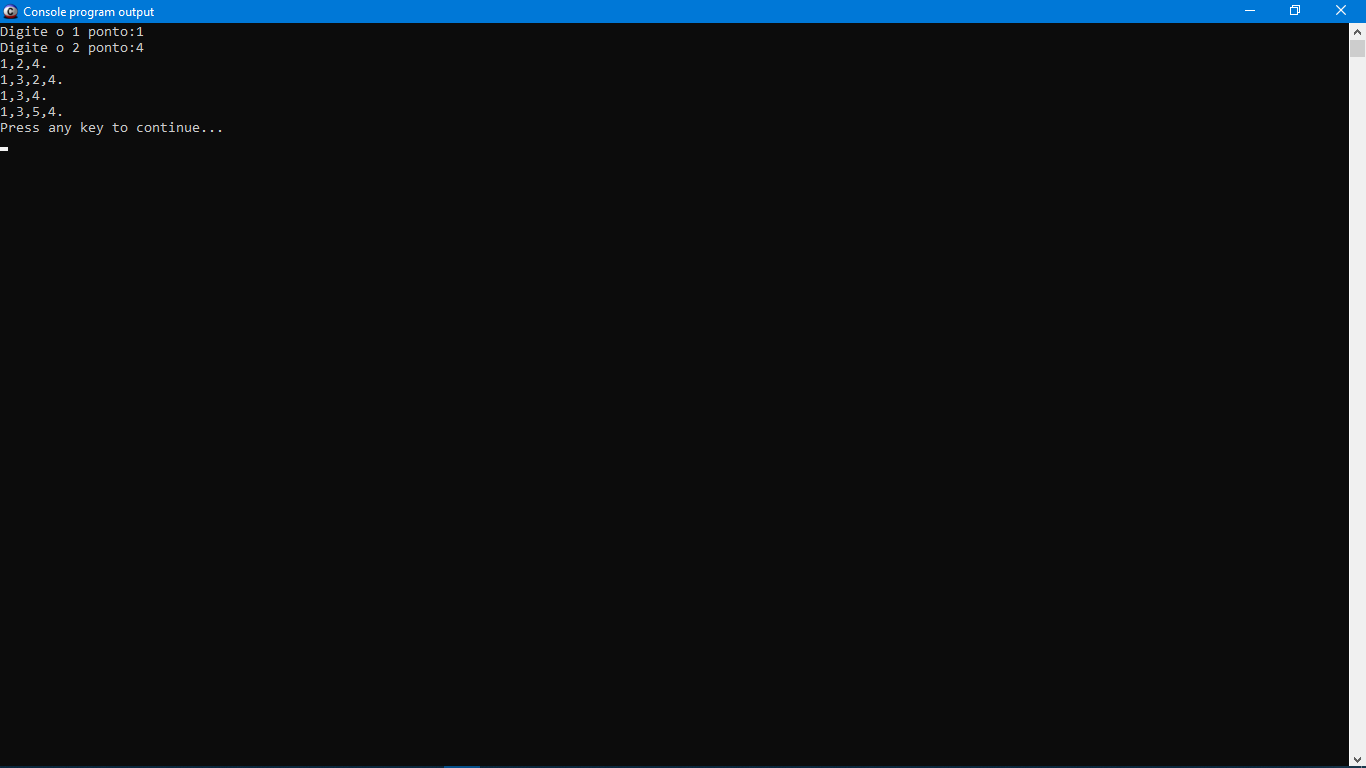 Console program output
Digite o 1 ponto:1
Digite o 2 ponto:4
1,2,4.
1,3,2,4.
1,3,4.
1,3,5,4.
Press any key to continue...